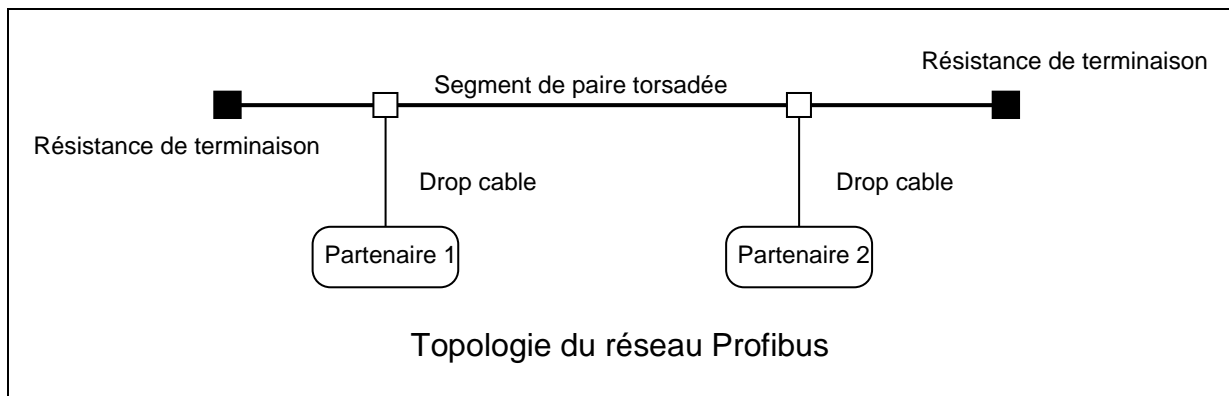 Résistance de terminaison
Segment de paire torsadée
Résistance de terminaison
Drop cable
Drop cable
Partenaire 1
Partenaire 2
Topologie du réseau Profibus